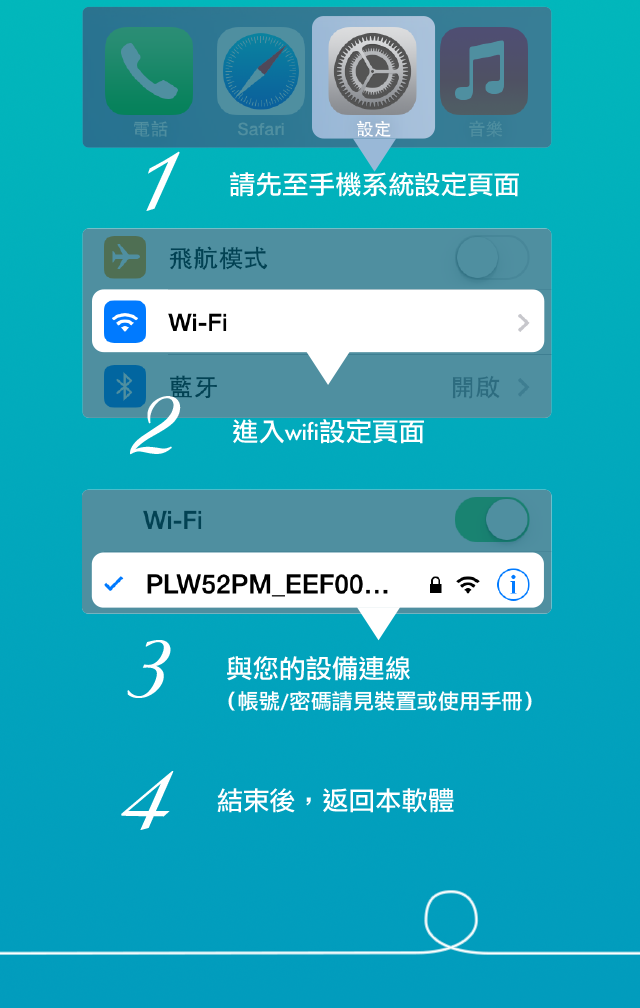 電話 Safari 設定 音樂
1 請先至手機系統設定頁面
飛航模式
Wi-Fi
藍牙 開啟
2 進入wifi設定頁面
Wi-Fi
PLW52PM_EEF00...
3 與您的設備連線
（帳號/密碼請見裝置或使用手冊）
4 結束後，返回本軟體